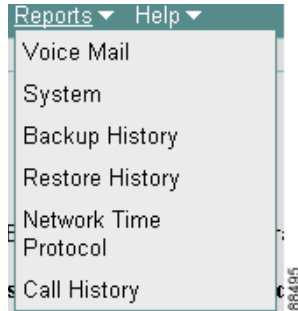 Reports Help
Voice Mail
System
Backup History
Restore History
Network Time
Protocol
Call History
88495